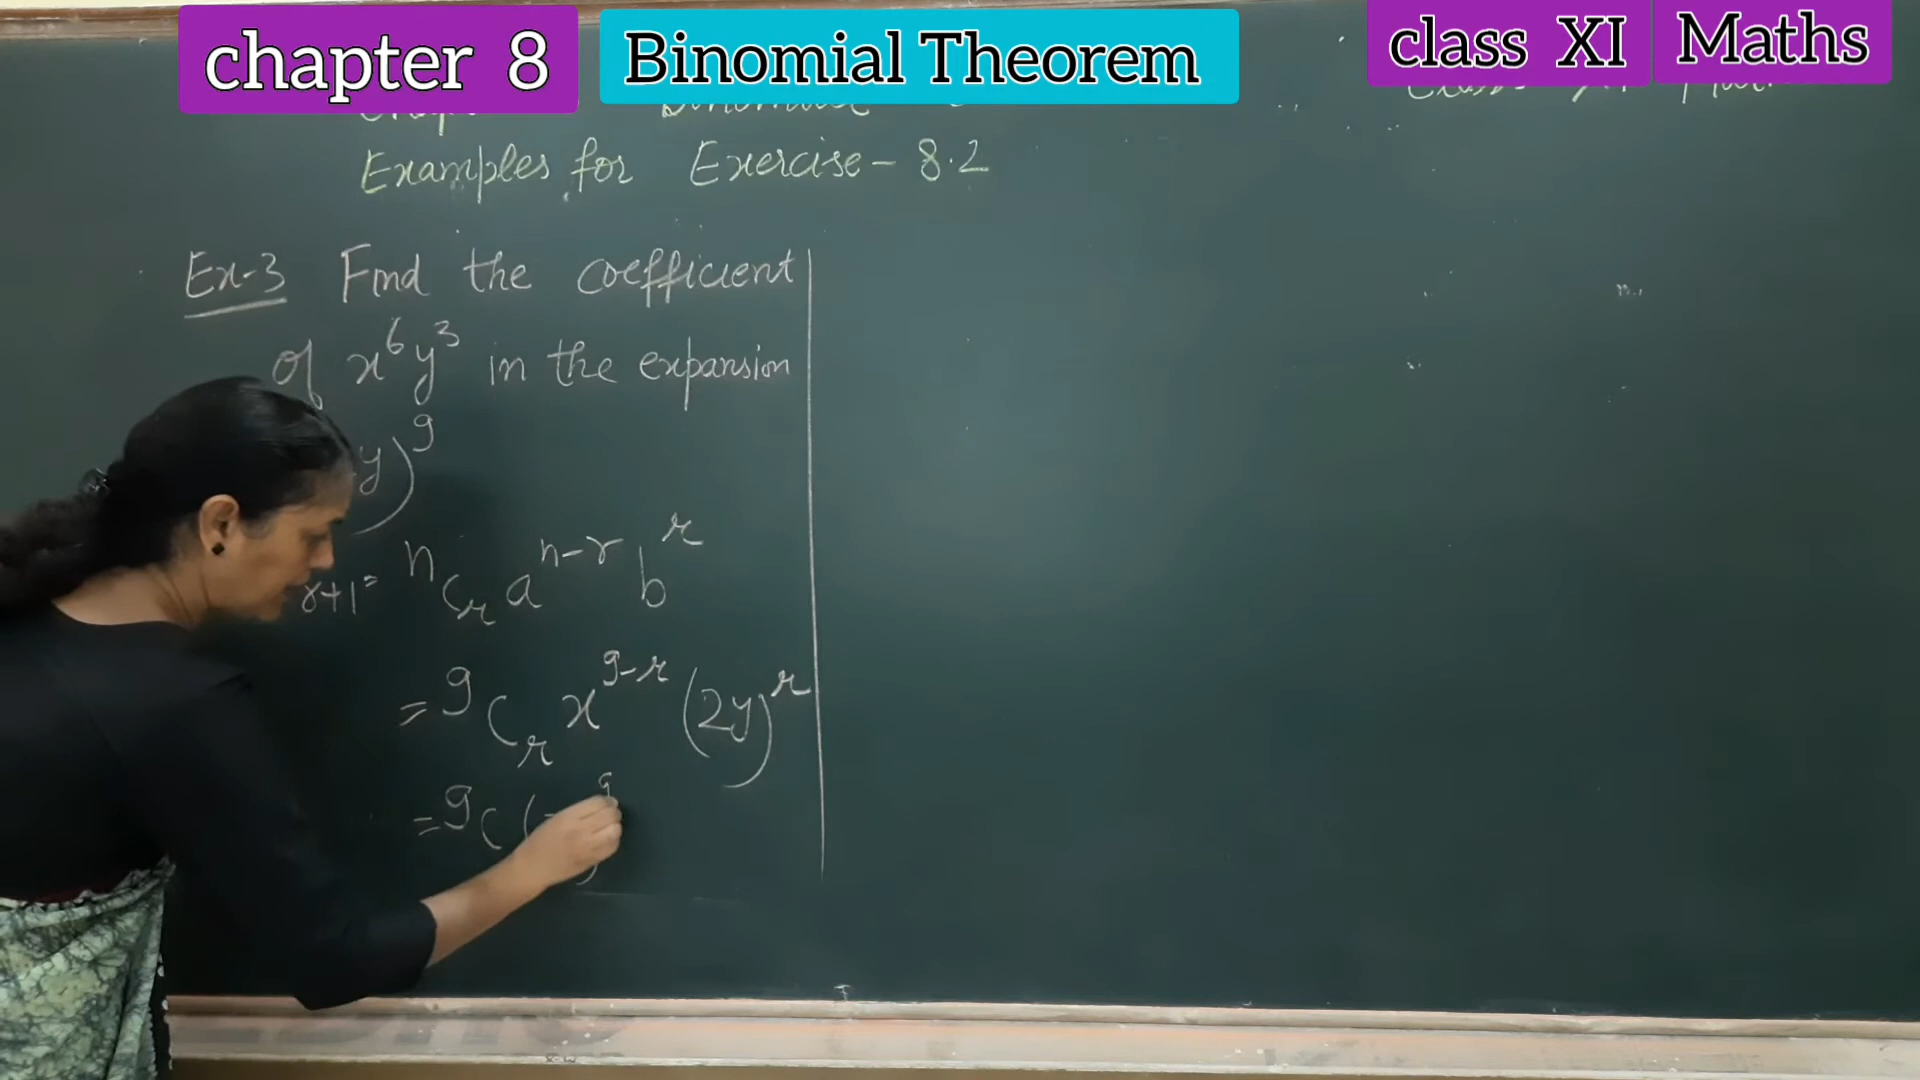 chapter 8 Binomial Theorem class XI Maths
Examples for Exercise - 8.2
Ex-3 Find the coefficient
of x⁶y³ in the expansion
y)⁹
r+1 = ⁿCᵣ aⁿ⁻ʳ bʳ
= ⁹Cᵣ x⁹⁻ʳ (2y)ʳ
= ⁹C (